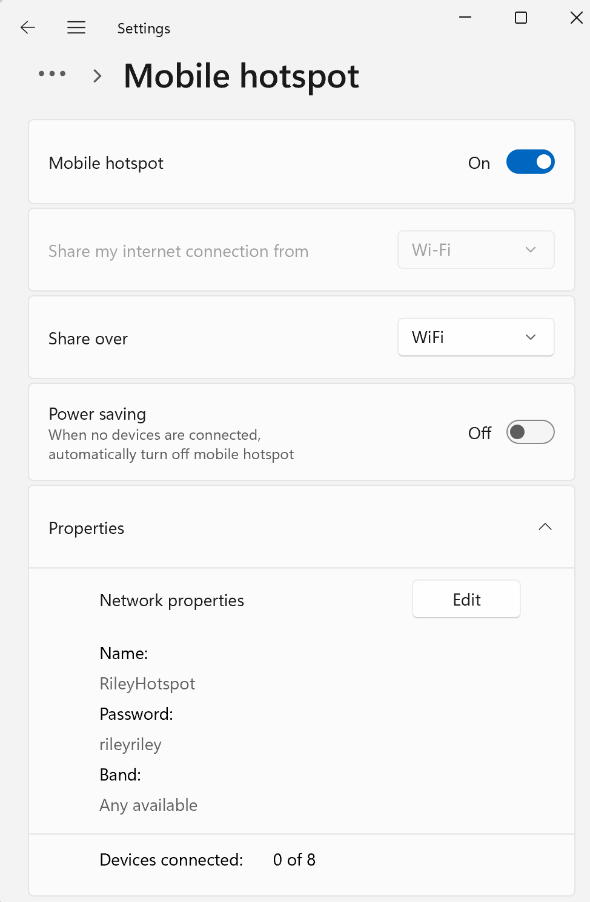 Settings
... > Mobile hotspot
Mobile hotspot On
Share my internet connection from Wi-Fi
Share over WiFi
Power saving
When no devices are connected,
automatically turn off mobile hotspot
Off
Properties
Network properties Edit
Name:
RileyHotspot
Password:
rileyriley
Band:
Any available
Devices connected: 0 of 8